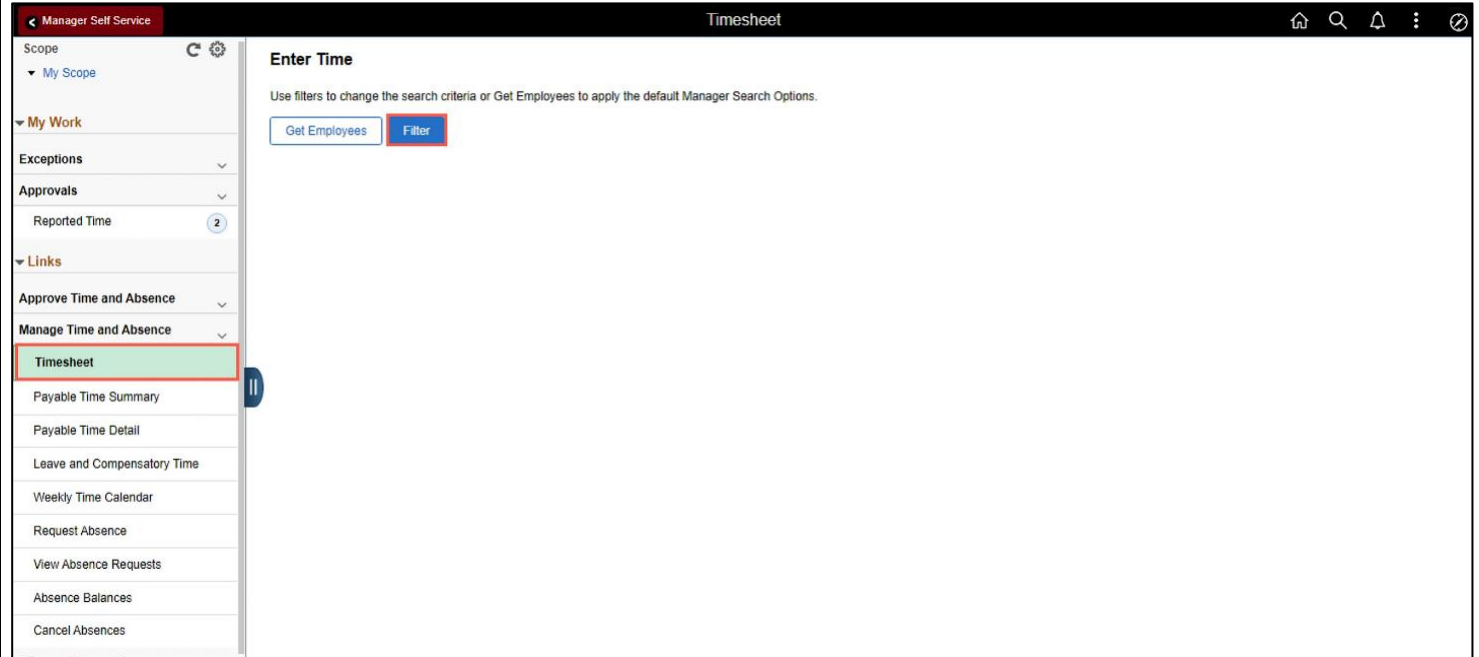 Manager Self Service
Timesheet
Scope
My Scope
My Work
Exceptions
Approvals
Reported Time 2
Links
Approve Time and Absence
Manage Time and Absence
Timesheet
Payable Time Summary
Payable Time Detail
Leave and Compensatory Time
Weekly Time Calendar
Request Absence
View Absence Requests
Absence Balances
Cancel Absences
Enter Time
Use filters to change the search criteria or Get Employees to apply the default Manager Search Options.
Get Employees Filter